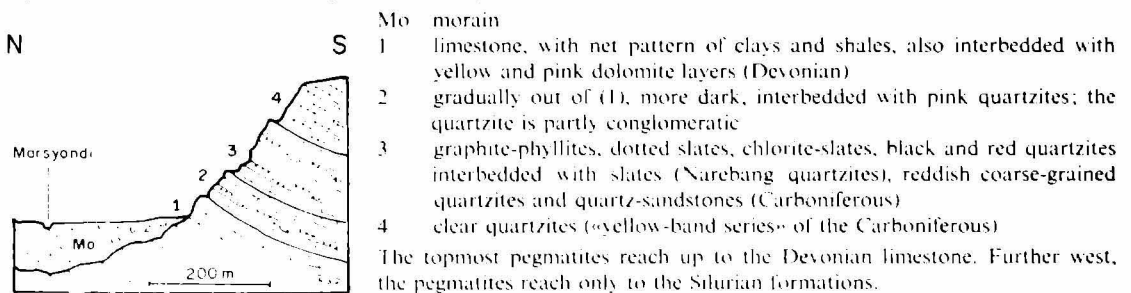 N S
4
3
2
1
Marsyondi
Mo
200 m
Mo morain
1 limestone, with net pattern of clays and shales, also interbedded with
yellow and pink dolomite layers (Devonian)
2 gradually out of (1), more dark, interbedded with pink quartzites; the
quartzite is partly conglomeratic
3 graphite-phyllites, dotted slates, chlorite-slates, black and red quartzites
interbedded with slates (Narebang quartzites), reddish coarse-grained
quartzites and quartz-sandstones (Carboniferous)
4 clear quartzites («yellow-band series» of the Carboniferous)
The topmost pegmatites reach up to the Devonian limestone. Further west,
the pegmatites reach only to the Silurian formations.